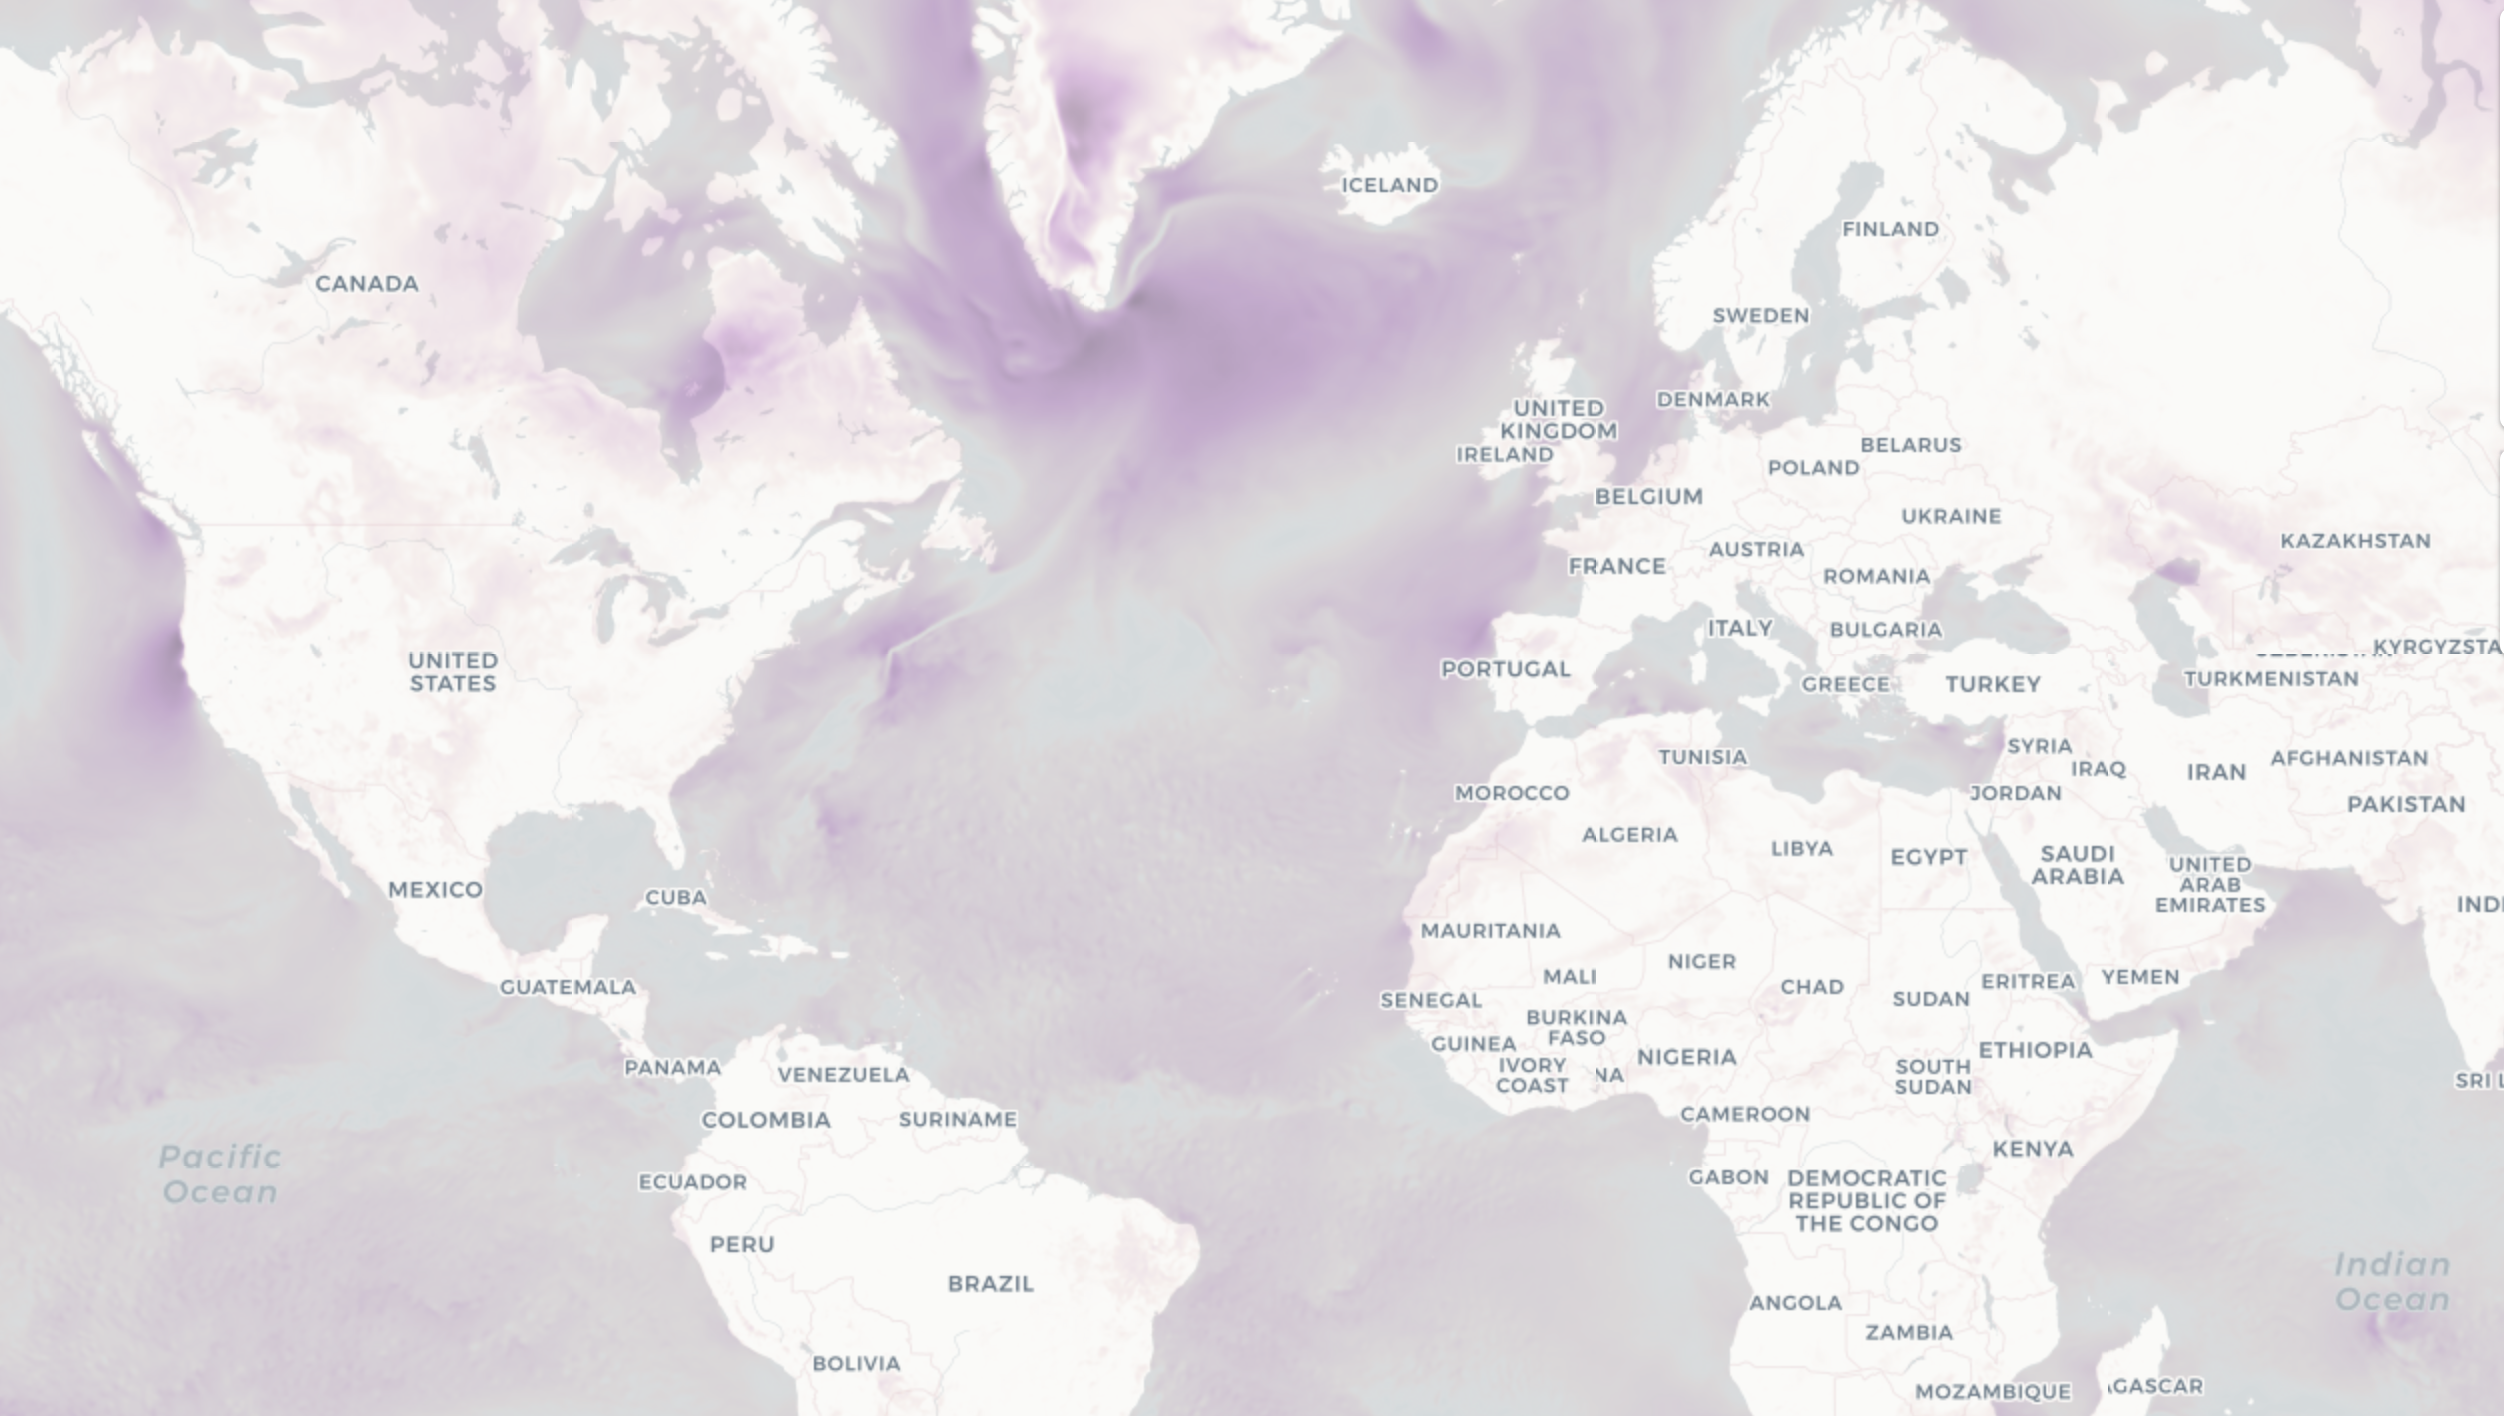 ICELAND
FINLAND
CANADA
SWEDEN
DENMARK
UNITED
KINGDOM
IRELAND
BELARUS
POLAND
BELGIUM
UKRAINE
KAZAKHSTAN
AUSTRIA
FRANCE
ROMANIA
ITALY
BULGARIA
KYRGYZSTA
UNITED
STATES
PORTUGAL
GREECE
TURKEY
TURKMENISTAN
SYRIA
TUNISIA
IRAQ
IRAN
AFGHANISTAN
MOROCCO
JORDAN
PAKISTAN
ALGERIA
LIBYA
EGYPT
SAUDI
ARABIA
UNITED
ARAB
EMIRATES
MEXICO
CUBA
INDI
MAURITANIA
NIGER
MALI
CHAD
ERITREA
YEMEN
GUATEMALA
SENEGAL
SUDAN
BURKINA
FASO
GUINEA
NIGERIA
ETHIOPIA
IVORY
COAST
NA
SOUTH
SUDAN
PANAMA
VENEZUELA
SRI L
COLOMBIA
SURINAME
CAMEROON
KENYA
Pacific
Ocean
ECUADOR
GABON
DEMOCRATIC
REPUBLIC OF
THE CONGO
PERU
BRAZIL
Indian
Ocean
ANGOLA
ZAMBIA
BOLIVIA
MOZAMBIQUE
GASCAR